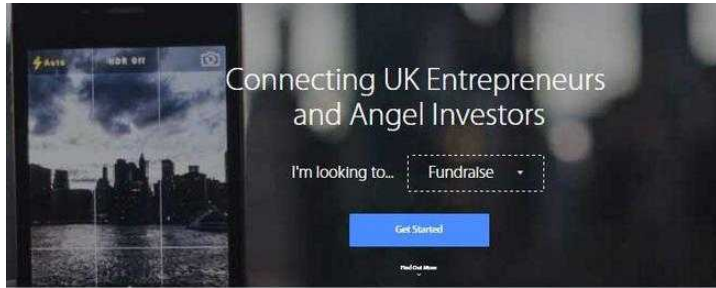 Auto HDR Off
Connecting UK Entrepreneurs
and Angel Investors
I'm looking to... Fundraise
Get Started
Find Out More